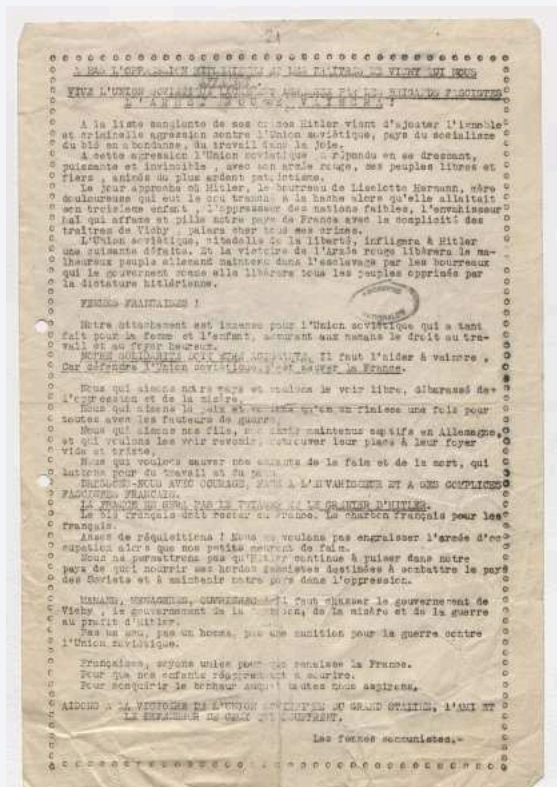 21
A BAS L'OPPRESSION HITLERIENNE ET LES TRAITRES DE VICHY QUI NOUS
VIVE L'UNION SOVIETIQUE LACHEMENT AGRESSEE PAR LES BRIGANDS FASCISTES
L'ARMEE ROUGE VAINCRA !
A la liste sanglante de ses crimes Hitler vient d'ajouter l'ignoble
et criminelle agression contre l'Union soviétique, pays du socialisme
du blé en abondance, du travail dans la joie.
A cette agression l'Union soviétique a répondu en se dressant,
puissante et invincible , avec son armée rouge, ses peuples libres et
fiers , animés du plus ardent patriotisme.
Le jour approche où Hitler, le bourreau de Liselotte Hermann, mère
douloureuse qui eut le cou tranché à la hache alors qu'elle allaitait
son troisième enfant , l'oppresseur des nations faibles, l'envahisseur
haï qui affame et pille notre pays de France avec la complicité des
traîtres de Vichy , paiera cher tous ses crimes.
L'Union soviétique, citadelle de la liberté, infligera à Hitler
une cuisante défaite. Et la victoire de l'Armée rouge libérera le mal-
heureux peuple allemand maintenu dans l'esclavage par les bourreaux
qui le gouvernent comme elle libérera tous les peuples opprimés par
la dictature hitlérienne.
FEMMES FRANCAISES !
Notre attachement est immense pour l'Union soviétique qui a tant
fait pour la femme et l'enfant, assurant aux mamans le droit au tra-
vail et au foyer heureux.
NOTRE SOLIDARITE DOIT ETRE AGISSANTE. Il faut l'aider à vaincre .
Car défendre l'Union soviétique, c'est sauver la France.
Nous qui aimons notre pays et voulons le voir libre, débarassé de
l'oppression et de la misère,
Nous qui aimons la paix et voulons qu'on en finisse une fois pour
toutes avec les fauteurs de guerre,
Nous qui aimons nos fils, nos maris maintenus captifs en Allemagne,
et qui voulons les voir revenir, retrouver leur place à leur foyer
vide et triste,
Nous qui voulons sauver nos enfants de la faim et de la mort, qui
luttons pour du travail et du pain,
DRESSONS-NOUS AVEC COURAGE, FACE A L'ENVAHISSEUR ET A SES COMPLICES
FASCISTES FRANCAIS.
LA FRANCE NE SERA PAS LE GRENIER D'HITLER.
Le blé français doit rester en France. Le charbon français pour les
français.
Assez de réquisitions ! Nous ne voulons pas engraisser l'armée d'oc
cupation alors que nos petits meurent de faim.
Nous ne permettrons pas qu'Hitler continue à puiser dans notre
pays de quoi nourrir ses hordes fascistes destinées à combattre le pays
des Soviets et à maintenir notre pays dans l'oppression.
MAMANS, MENAGERES, OUVRIERES ! Il faut chasser le gouvernement de
Vichy , le gouvernement de la de la misère et de la guerre
au profit d'Hitler.
Pas un sou, pas un homme, pas une munition pour la guerre contre
l'Union soviétique.
Françaises, soyons unies pour que renaisse la France.
Pour que nos enfants réapprennent à sourire.
Pour conquérir le bonheur auquel toutes nous aspirons.
AIDONS A LA VICTOIRE DE L'UNION SOVIETIQUE DU GRAND STALINE, L'AMI ET
LE DEFENSEUR DE CEUX QUI SOUFFRENT.
Les femmes communistes.-